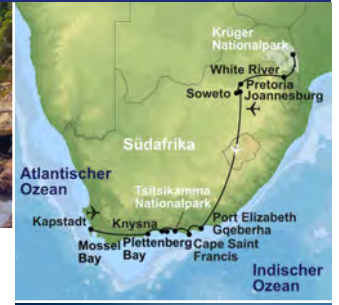 Krüger
Nationalpark
White River
Pretoria
Soweto
Joannesburg
Südafrika
Atlantischer
Ozean
Tsitsikamma
Nationalpark
Kapstadt
Knysna
Port Elizabeth
Gqeberha
Mossel
Bay
Plettenberg
Bay
Cape Saint
Francis
Indischer
Ozean